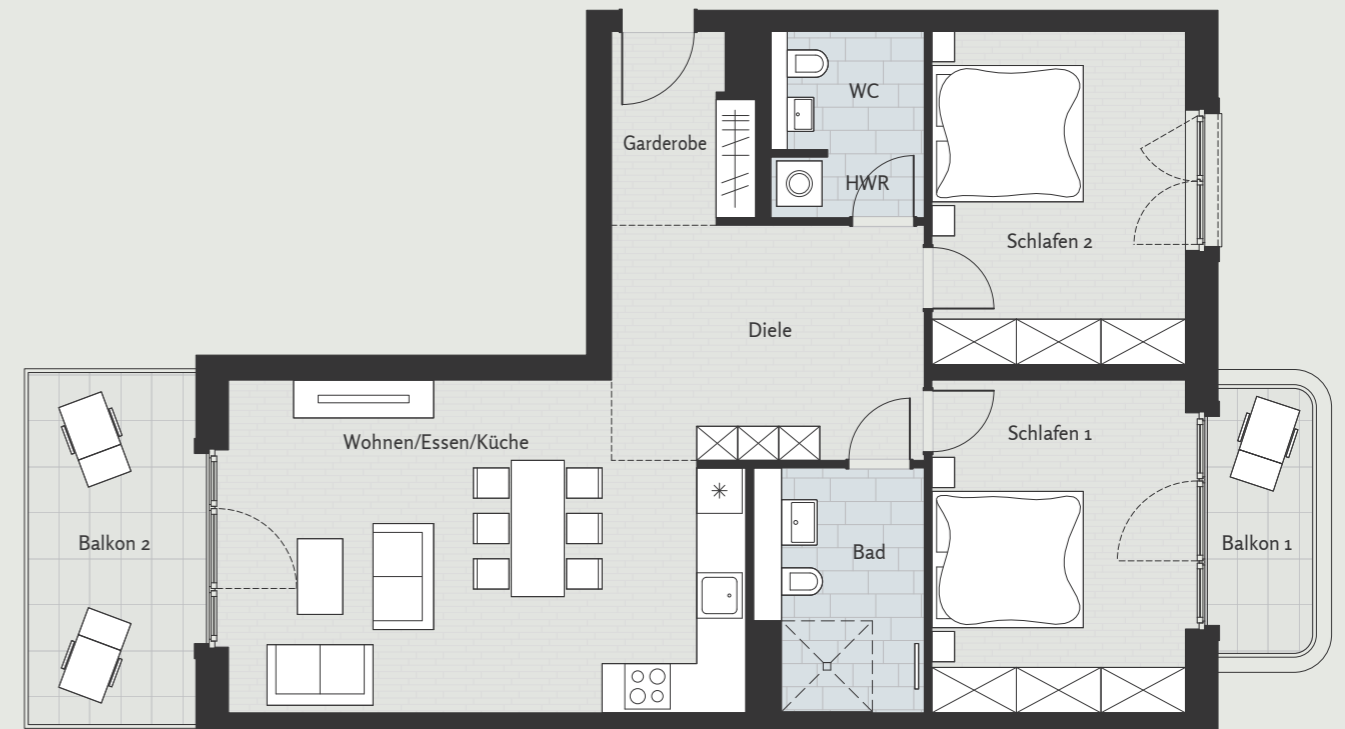 WC
Garderobe
HWR
Schlafen 2
Diele
Wohnen/Essen/Küche
Schlafen 1
Balkon 2
Bad
Balkon 1